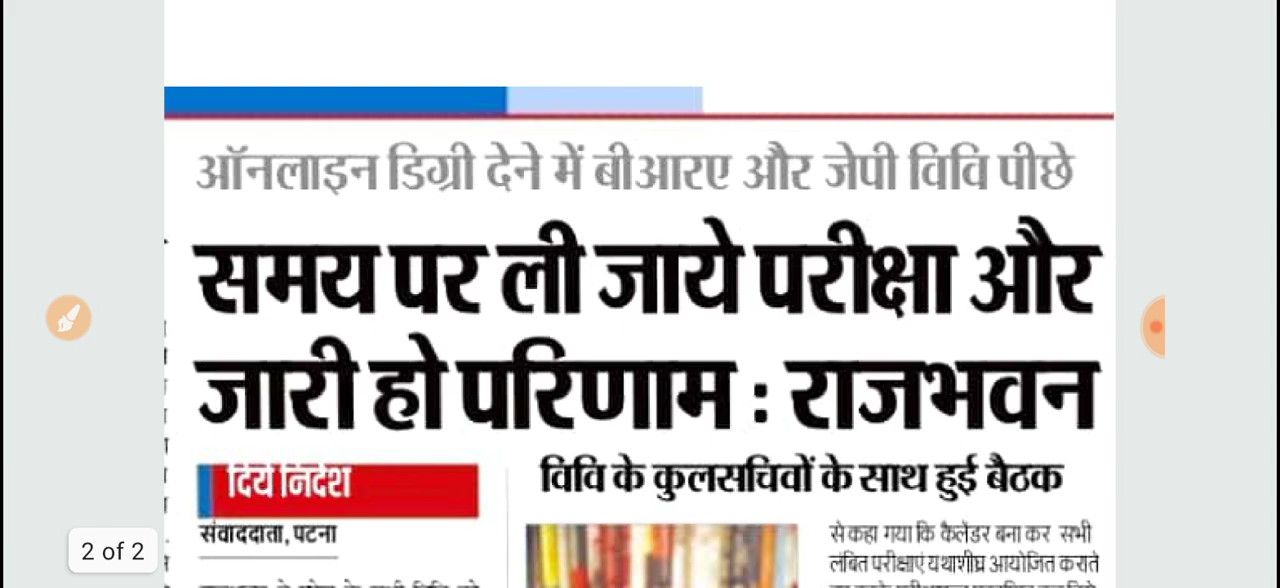 ऑनलाइन डिग्री देने में बीआरए और जेपी विवि पीछे
समय पर ली जाये परीक्षा और
जारी हो परिणाम : राजभवन
दिये निर्देश
विवि के कुलसचिवों के साथ हुई बैठक
संवाददाता, पटना
से कहा गया कि कैलेंडर बना कर सभी
लंबित परीक्षाएं यथाशीघ्र आयोजित कराते
2 of 2